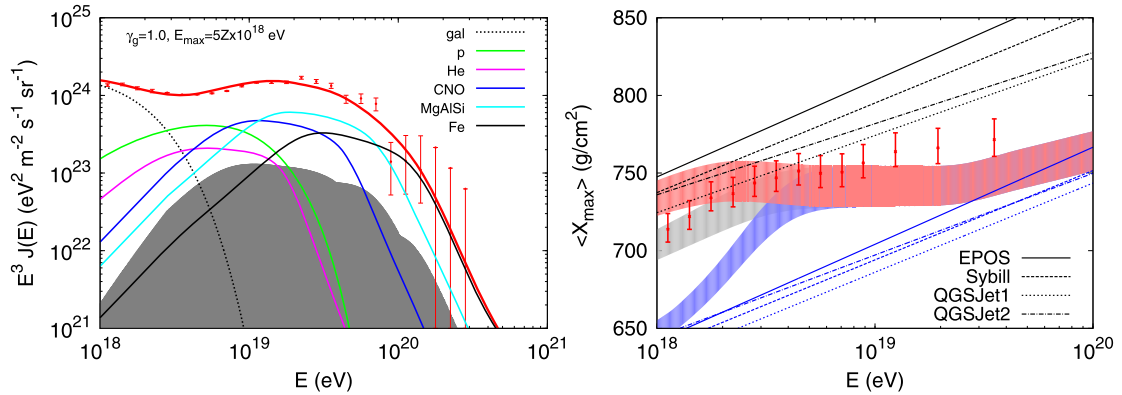 γg=1.0, Emax=5Zx10^18 eV
gal
p
He
CNO
MgAlSi
Fe
10^25
10^24
10^23
10^22
10^21
E^3 J(E) (eV^2 m^-2 s^-1 sr^-1)
10^18
10^19
10^20
10^21
E (eV)
850
800
750
700
650
<Xmax> (g/cm^2)
EPOS
Sybill
QGSJet1
QGSJet2
10^18
10^19
10^20
E (eV)